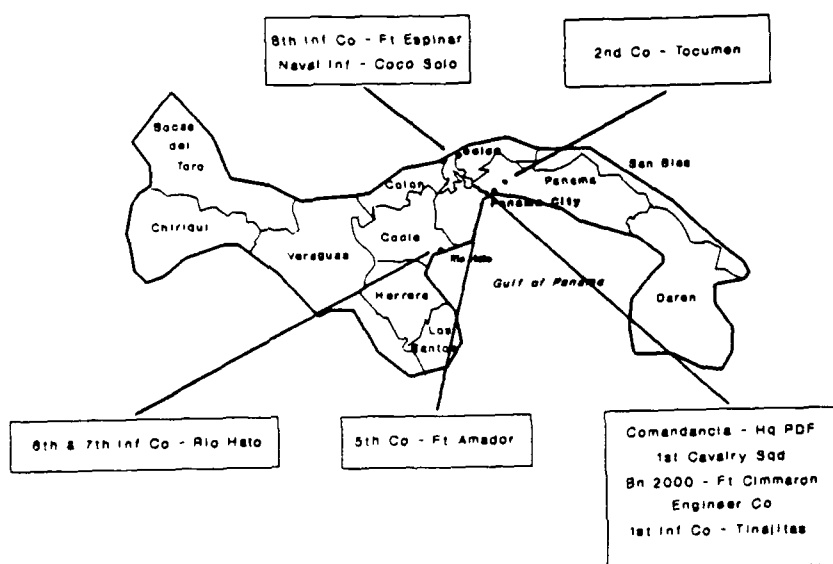 8th Inf Co - Ft Espinar
Naval Inf - Coco Solo
2nd Co - Tocumen
Bocas
del
Toro
San Blas
Colon
Panama
Chiriqui
Panama City
Cocle
Veraguas
Rio Hato
Gulf of Panama
Herrera
Darien
Los
Santos
6th & 7th Inf Co - Rio Hato
5th Co - Ft Amador
Comandancia - Hq PDF
1st Cavalry Sqd
Bn 2000 - Ft Cimmaron
Engineer Co
1st Inf Co - Tinajitas